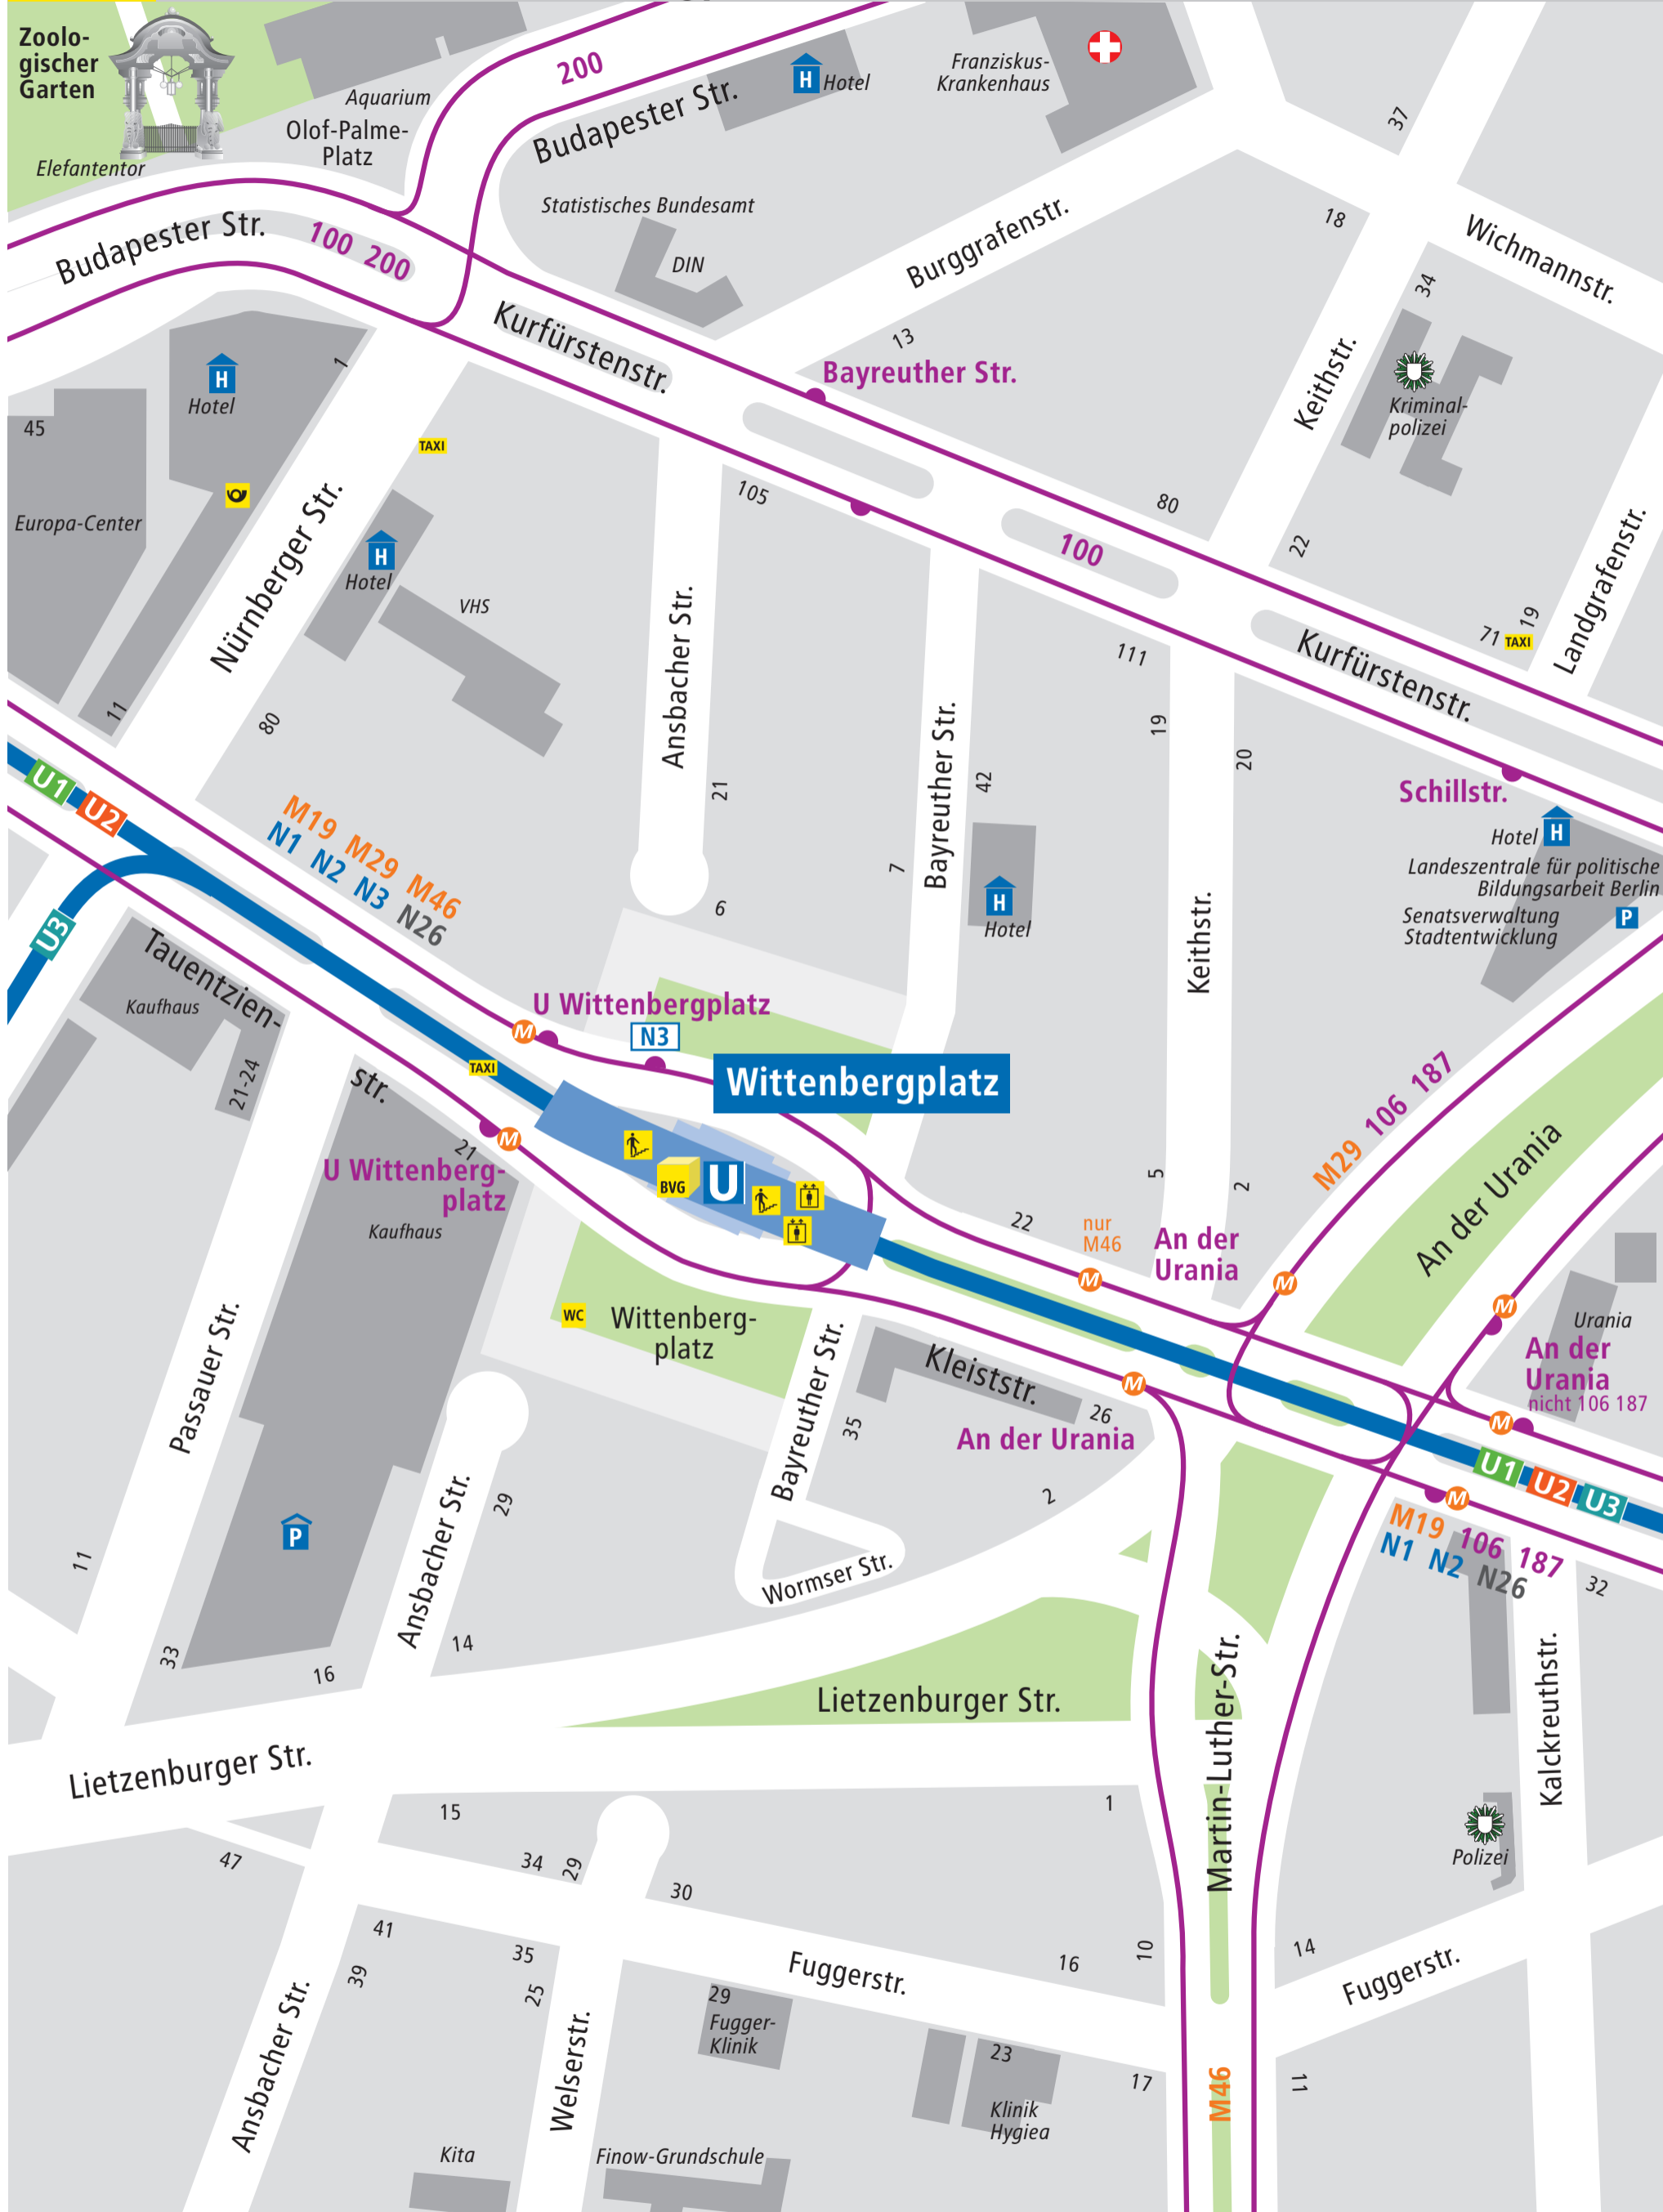 Zoolo-
gischer
Garten
Elefantentor
Aquarium
Olof-Palme-
Platz
200
Budapester Str.
H Hotel
Franziskus-
Krankenhaus
37
Budapester Str.
100 200
Statistisches Bundesamt
DIN
Burggrafenstr.
18
Wichmannstr.
34
Kurfürstenstr.
13
Bayreuther Str.
Keithstr.
Kriminal-
polizei
H
Hotel
1
45
Europa-Center
TAXI
Nürnberger Str.
H
Hotel
VHS
105
80
100
22
Landgrafenstr.
19
71 TAXI
Kurfürstenstr.
111
11
80
Ansbacher Str.
21
6
Bayreuther Str.
42
7
H
Hotel
19
20
Keithstr.
5
2
Schillstr.
Hotel H
Landeszentrale für politische
Bildungsarbeit Berlin
Senatsverwaltung
Stadtentwicklung
P
U1 U2
U3
M19 M29 M46
N1 N2 N3 N26
Tauentzien-
str.
Kaufhaus
21-24
U Wittenbergplatz
M
N3
TAXI
Wittenbergplatz
M
21
U Wittenberg-
platz
Kaufhaus
BVG
U
M29 106 187
An der Urania
22
nur
M46
M
An der
Urania
M
M
Urania
An der
Urania
nicht 106 187
M
WC
Wittenberg-
platz
Kleiststr.
M
26
An der Urania
Bayreuther Str.
35
2
U1 U2 U3
M
M19 106 187
N1 N2 N26
32
Passauer Str.
11
33
P
16
Ansbacher Str.
29
14
Wormser Str.
Lietzenburger Str.
Lietzenburger Str.
Martin-Luther-Str.
Kalckreuthstr.
Polizei
15
1
47
34
29
30
41
39
35
25
Fuggerstr.
16
10
14
Fuggerstr.
Ansbacher Str.
Welserstr.
29
Fugger-
Klinik
23
Klinik
Hygiea
17
M46
11
Kita
Finow-Grundschule